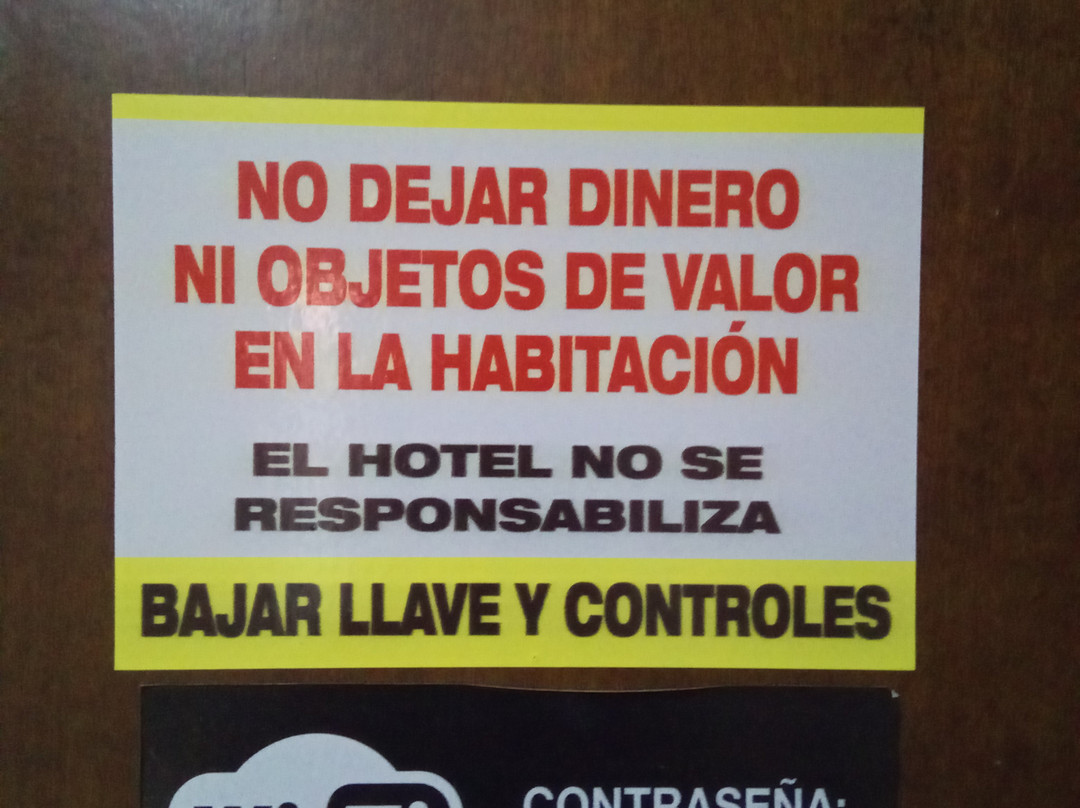 NO DEJAR DINERO
NI OBJETOS DE VALOR
EN LA HABITACIÓN
EL HOTEL NO SE
RESPONSABILIZA
BAJAR LLAVE Y CONTROLES
CONTRASEÑA: